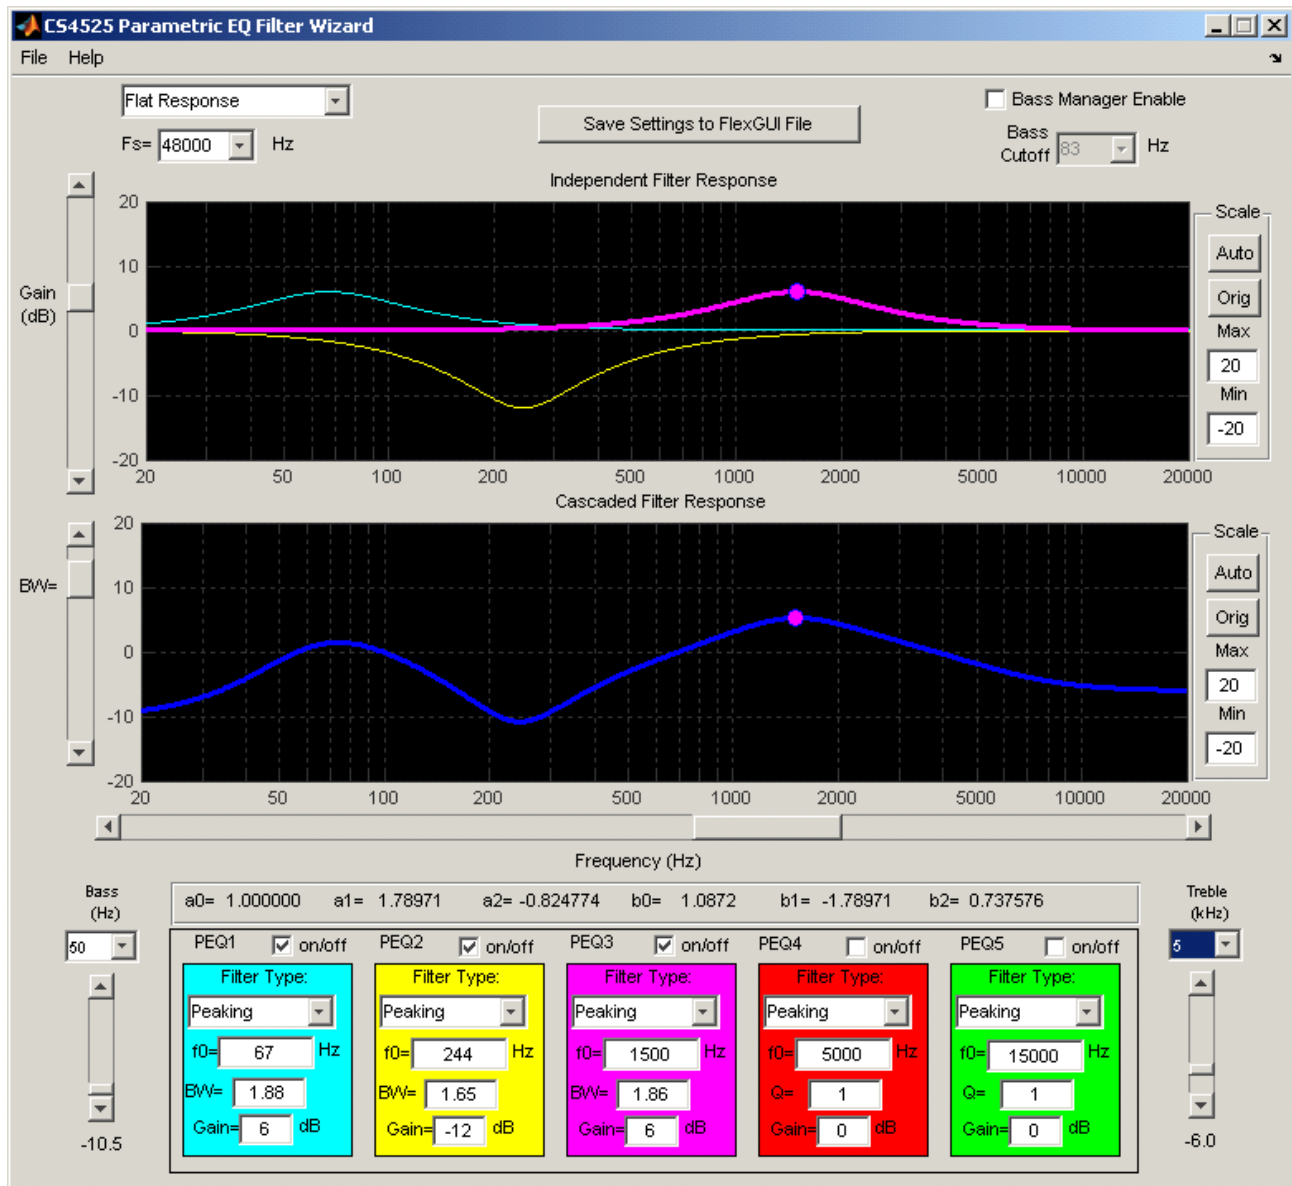 CS4525 Parametric EQ Filter Wizard
File Help
Flat Response
Fs= 48000 Hz
Save Settings to FlexGUI File
Bass Manager Enable
Bass Cutoff 83 Hz
Independent Filter Response
Gain (dB)
20
10
0
-10
-20
20 50 100 200 500 1000 2000 5000 10000 20000
Scale
Auto
Orig
Max
20
Min
-20
Cascaded Filter Response
BW=
20
10
0
-10
-20
20 50 100 200 500 1000 2000 5000 10000 20000
Scale
Auto
Orig
Max
20
Min
-20
Frequency (Hz)
Bass (Hz)
50
-10.5
a0= 1.000000 a1= 1.78971 a2= -0.824774 b0= 1.0872 b1= -1.78971 b2= 0.737576
PEQ1 on/off
Filter Type:
Peaking
f0= 67 Hz
BW= 1.88
Gain= 6 dB
PEQ2 on/off
Filter Type:
Peaking
f0= 244 Hz
BW= 1.65
Gain= -12 dB
PEQ3 on/off
Filter Type:
Peaking
f0= 1500 Hz
BW= 1.86
Gain= 6 dB
PEQ4 on/off
Filter Type:
Peaking
f0= 5000 Hz
Q= 1
Gain= 0 dB
PEQ5 on/off
Filter Type:
Peaking
f0= 15000 Hz
Q= 1
Gain= 0 dB
Treble (kHz)
5
-6.0